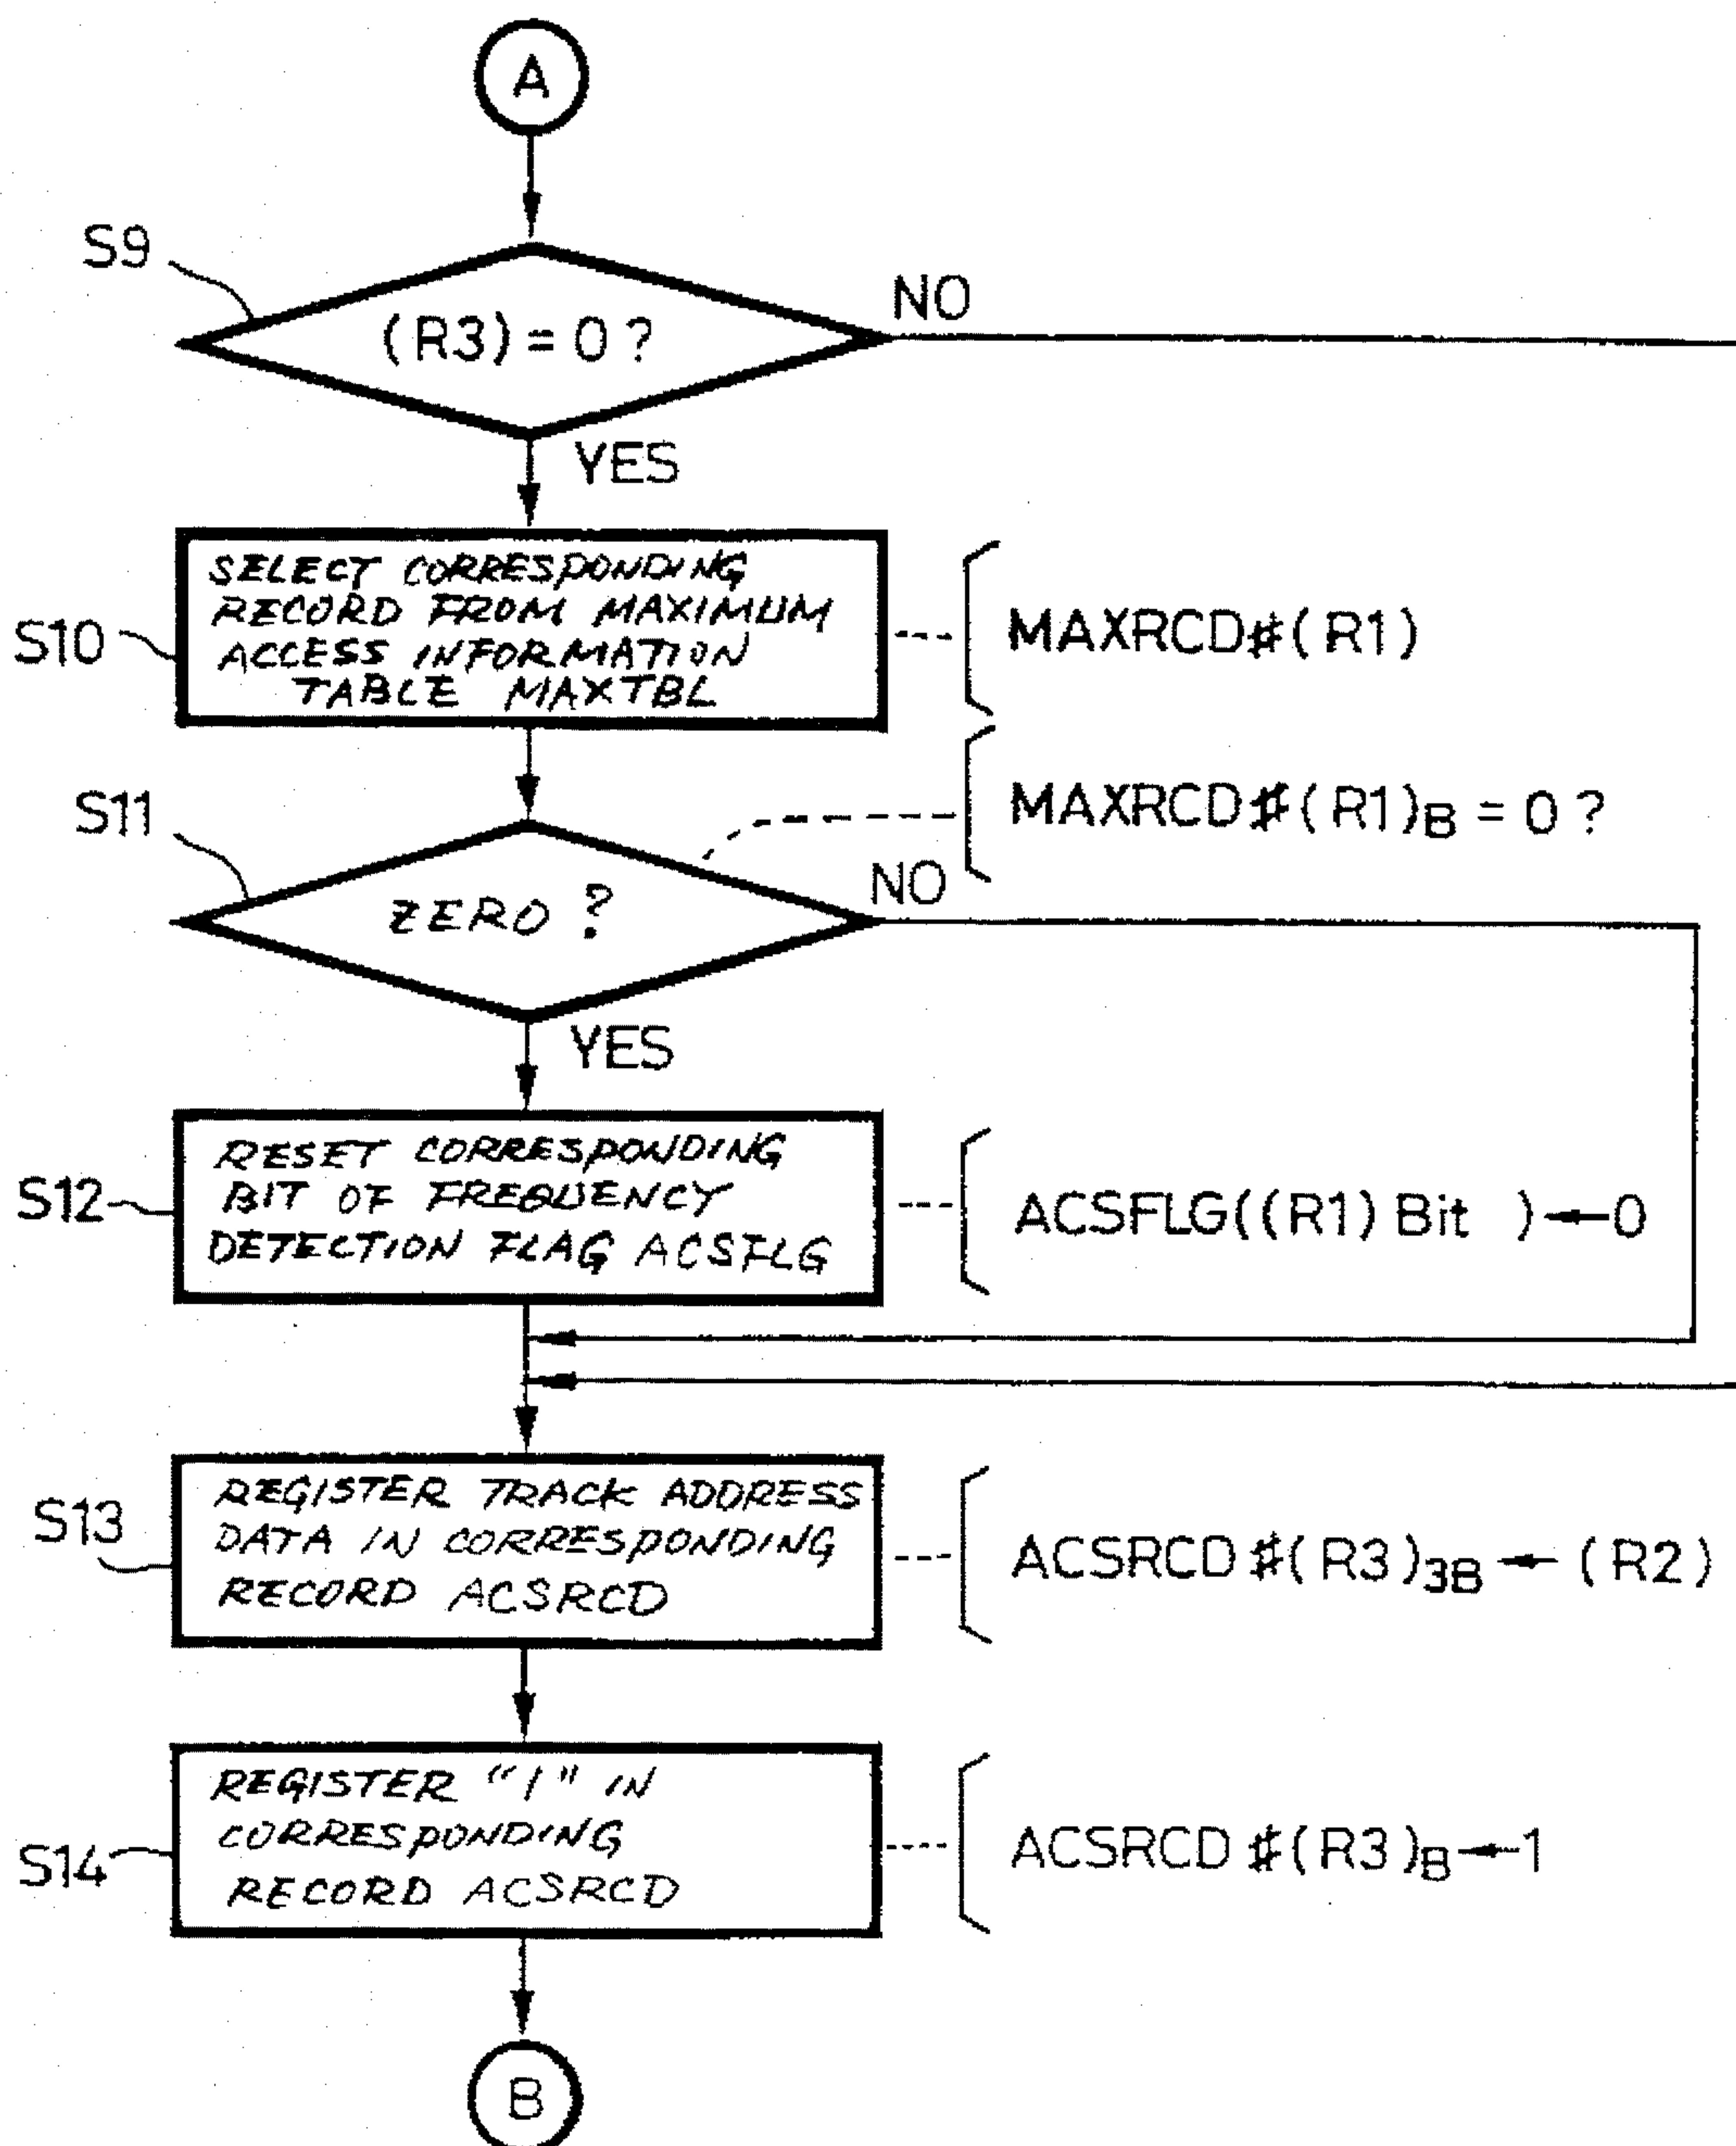 A
S9
(R3) = 0 ?
NO
YES
S10
SELECT CORRESPONDING
RECORD FROM MAXIMUM
ACCESS INFORMATION
TABLE MAXTBL
MAXRCD#(R1)
S11
MAXRCD#(R1)B = 0 ?
ZERO ?
NO
YES
S12
RESET CORRESPONDING
BIT OF FREQUENCY
DETECTION FLAG ACSFLG
ACSFLG((R1) Bit ) ← 0
S13
REGISTER TRACK ADDRESS
DATA IN CORRESPONDING
RECORD ACSRCD
ACSRCD #(R3)3B ← (R2)
S14
REGISTER "1" IN
CORRESPONDING
RECORD ACSRCD
ACSRCD #(R3)B ← 1
B